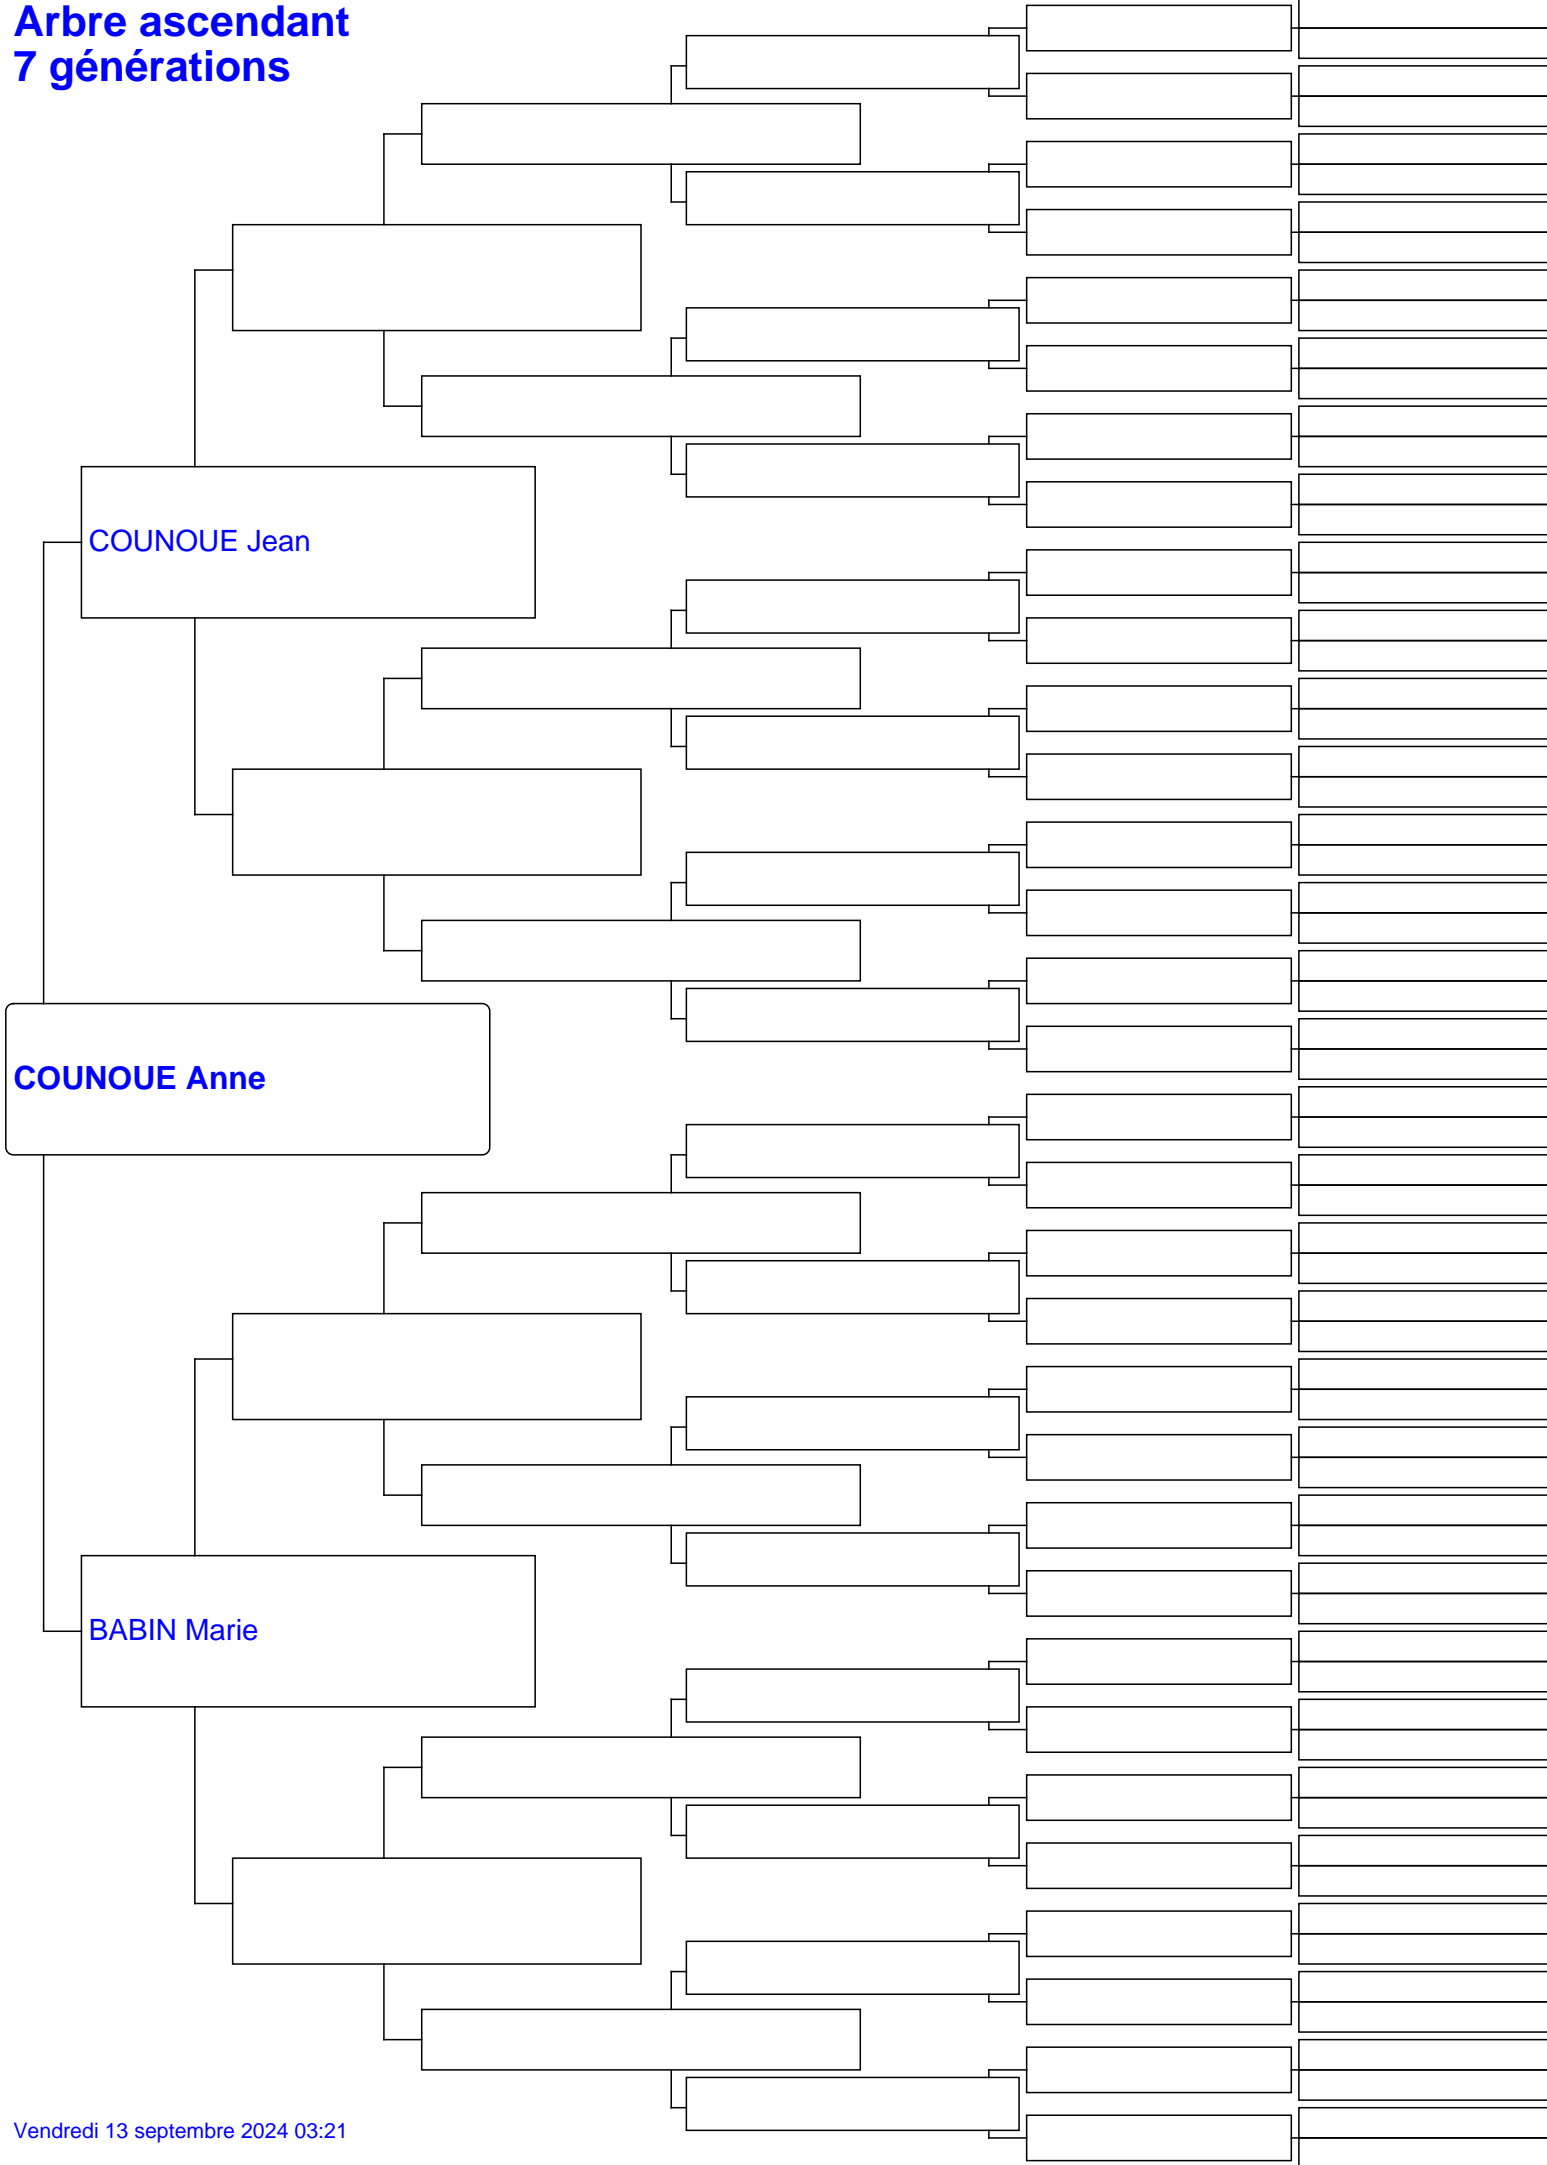 Arbre ascendant
7 générations
COUNOUE Jean
COUNOUE Anne
BABIN Marie
Vendredi 13 septembre 2024 03:21